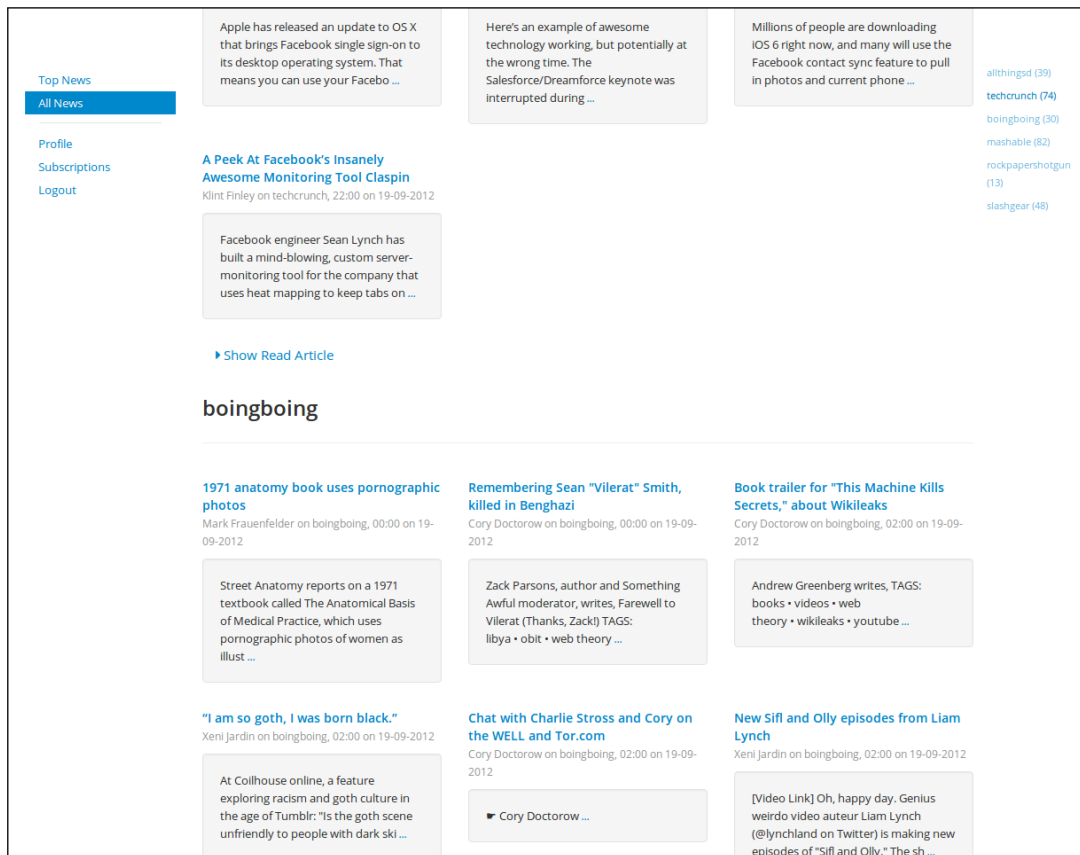 Top News
All News
Profile
Subscriptions
Logout
Apple has released an update to OS X
that brings Facebook single sign-on to
its desktop operating system. That
means you can use your Facebo ...
Here's an example of awesome
technology working, but potentially at
the wrong time. The
Salesforce/Dreamforce keynote was
interrupted during ...
Millions of people are downloading
iOS 6 right now, and many will use the
Facebook contact sync feature to pull
in photos and current phone ...
A Peek At Facebook's Insanely
Awesome Monitoring Tool Claspin
Klint Finley on techcrunch, 22:00 on 19-09-2012
Facebook engineer Sean Lynch has
built a mind-blowing, custom server-
monitoring tool for the company that
uses heat mapping to keep tabs on ...
Show Read Article
boingboing
1971 anatomy book uses pornographic
photos
Mark Frauenfelder on boingboing, 00:00 on 19-
09-2012
Street Anatomy reports on a 1971
textbook called The Anatomical Basis
of Medical Practice, which uses
pornographic photos of women as
illust ...
Remembering Sean "Vilerat" Smith,
killed in Benghazi
Cory Doctorow on boingboing, 00:00 on 19-09-
2012
Zack Parsons, author and Something
Awful moderator, writes, Farewell to
Vilerat (Thanks, Zack!) TAGS:
libya • obit • web theory ...
Book trailer for "This Machine Kills
Secrets," about Wikileaks
Cory Doctorow on boingboing, 02:00 on 19-09-
2012
Andrew Greenberg writes, TAGS:
books • videos • web
theory • wikileaks • youtube ...
“I am so goth, I was born black.”
Xeni Jardin on boingboing, 02:00 on 19-09-2012
At Coilhouse online, a feature
exploring racism and goth culture in
the age of Tumblr: "Is the goth scene
unfriendly to people with dark ski ...
Chat with Charlie Stross and Cory on
the WELL and Tor.com
Cory Doctorow on boingboing, 02:00 on 19-09-
2012
☛ Cory Doctorow ...
New Sifl and Olly episodes from Liam
Lynch
Xeni Jardin on boingboing, 02:00 on 19-09-2012
[Video Link] Oh, happy day. Genius
weirdo video auteur Liam Lynch
(@lynchland on Twitter) is making new
episodes of "Sifl and Olly." The sh ...
allthingsd (39)
techcrunch (74)
boingboing (30)
mashable (82)
rockpapershotgun
(13)
slashgear (48)